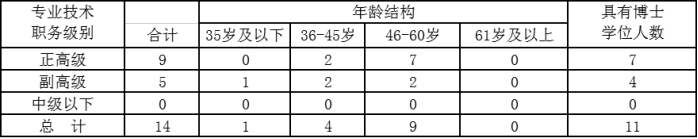 专业技术 年龄结构 具有博士
职务级别 合计 35岁及以下 36-45岁 46-60岁 61岁及以上 学位人数
正高级 9 0 2 7 0 7
副高级 5 1 2 2 0 4
中级以下 0 0 0 0 0 0
总 计 14 1 4 9 0 11